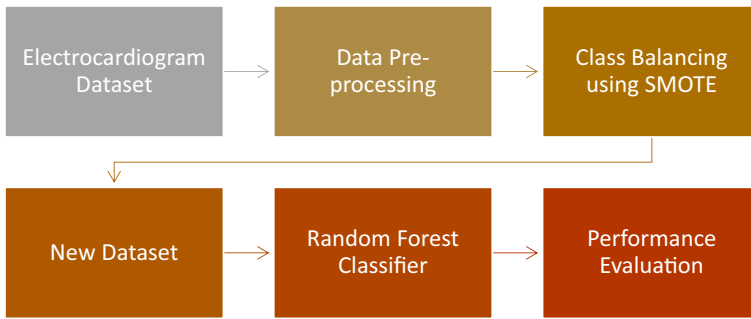 Electrocardiogram
Dataset
Data Pre-
processing
Class Balancing
using SMOTE
New Dataset
Random Forest
Classifier
Performance
Evaluation